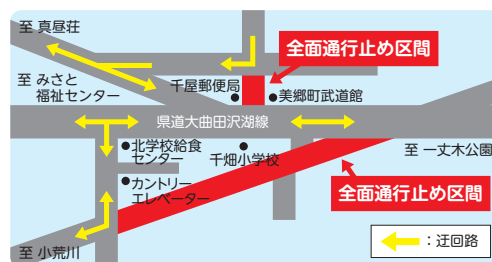 至 真昼荘
全面通行止め区間
至 みさと
福祉センター
千屋郵便局
美郷町武道館
県道大曲田沢湖線
北学校給食
センター
千畑小学校
至 一丈木公園
カントリー
エレベーター
全面通行止め区間
至 小荒川
：迂回路